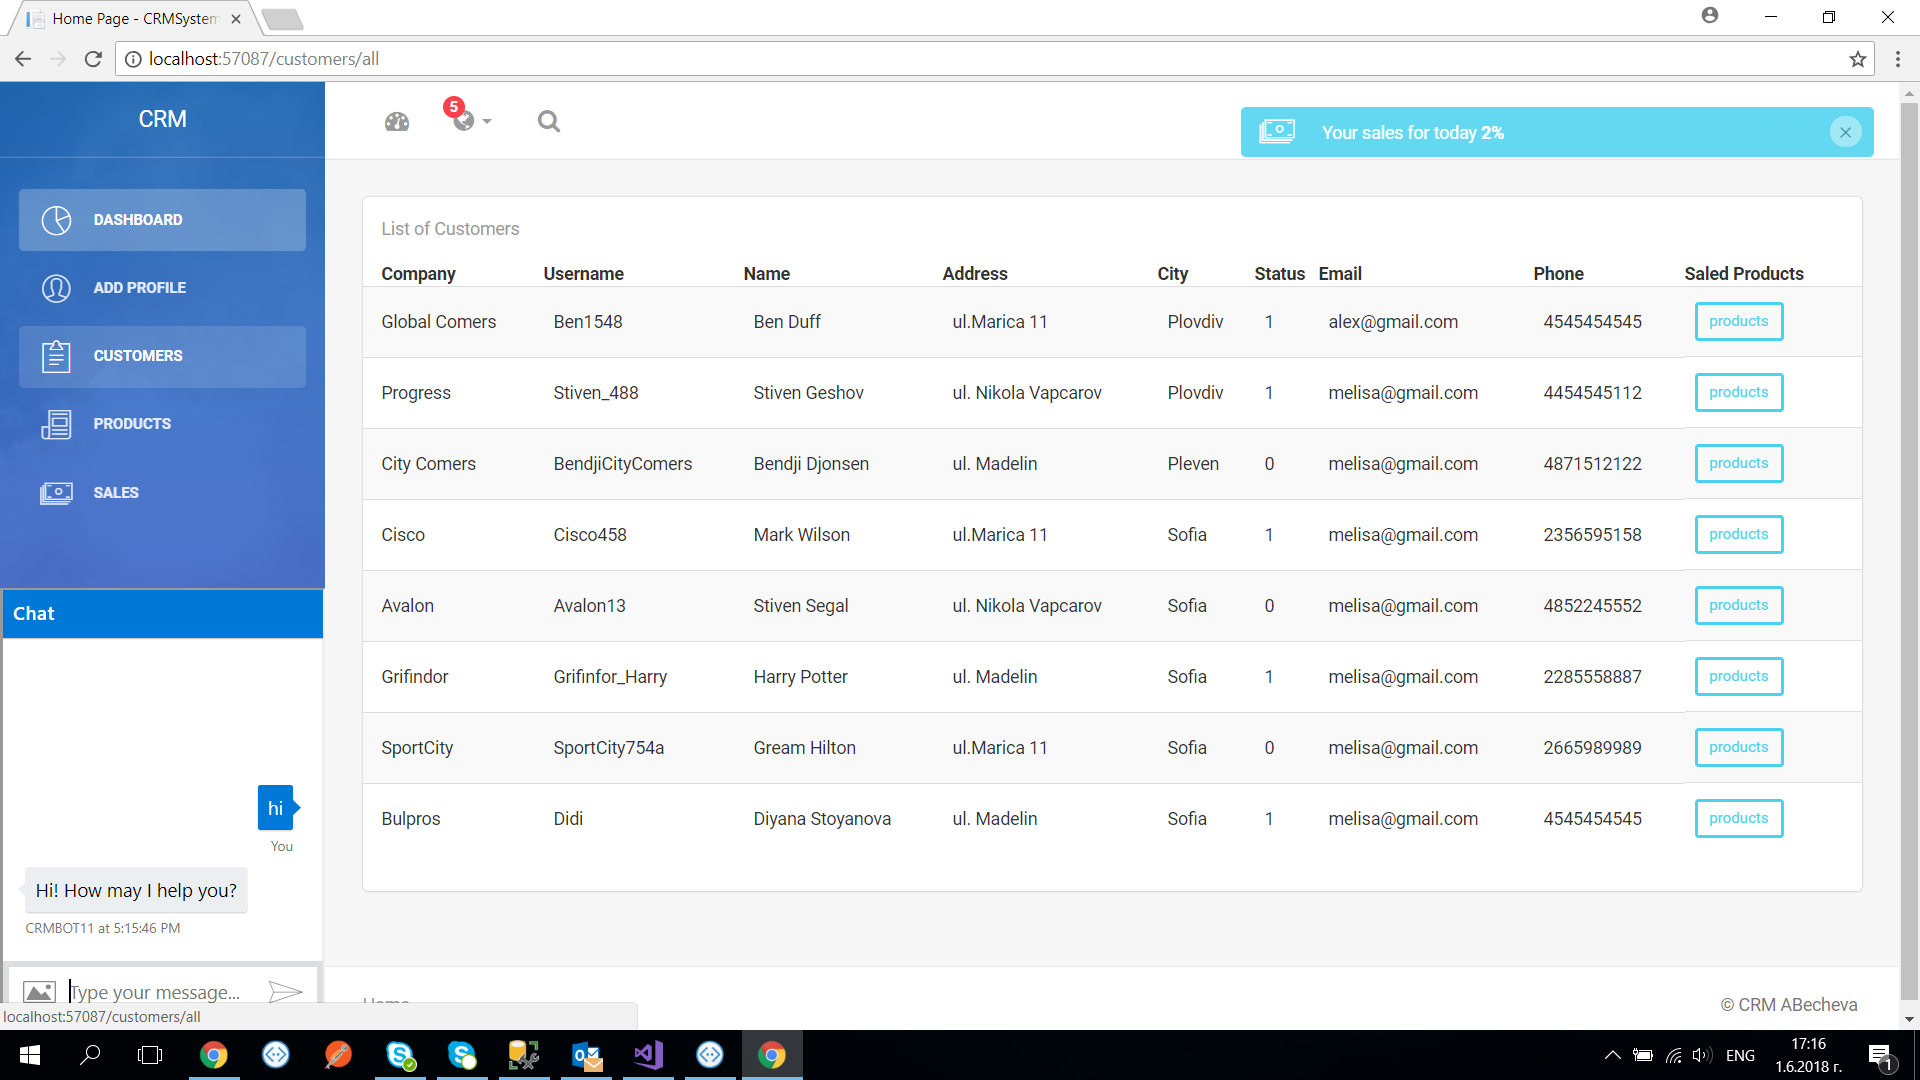 Home Page - CRMSystem
localhost:57087/customers/all
CRM
5
Your sales for today 2%
DASHBOARD
ADD PROFILE
CUSTOMERS
PRODUCTS
SALES
List of Customers
Company Username Name Address City Status Email Phone Saled Products
Global Comers Ben1548 Ben Duff ul.Marica 11 Plovdiv 1 alex@gmail.com 4545454545 products
Progress Stiven_488 Stiven Geshov ul. Nikola Vapcarov Plovdiv 1 melisa@gmail.com 4454545112 products
City Comers BendjiCityComers Bendji Djonsen ul. Madelin Pleven 0 melisa@gmail.com 4871512122 products
Cisco Cisco458 Mark Wilson ul.Marica 11 Sofia 1 melisa@gmail.com 2356595158 products
Avalon Avalon13 Stiven Segal ul. Nikola Vapcarov Sofia 0 melisa@gmail.com 4852245552 products
Grifindor Grifinfor_Harry Harry Potter ul. Madelin Sofia 1 melisa@gmail.com 2285558887 products
SportCity SportCity754a Gream Hilton ul.Marica 11 Sofia 0 melisa@gmail.com 2665989989 products
Bulpros Didi Diyana Stoyanova ul. Madelin Sofia 1 melisa@gmail.com 4545454545 products
Chat
hi
You
Hi! How may I help you?
CRMBOT11 at 5:15:46 PM
Type your message...
Home
© CRM ABecheva
localhost:57087/customers/all
ENG
17:16
1.6.2018 г.
1